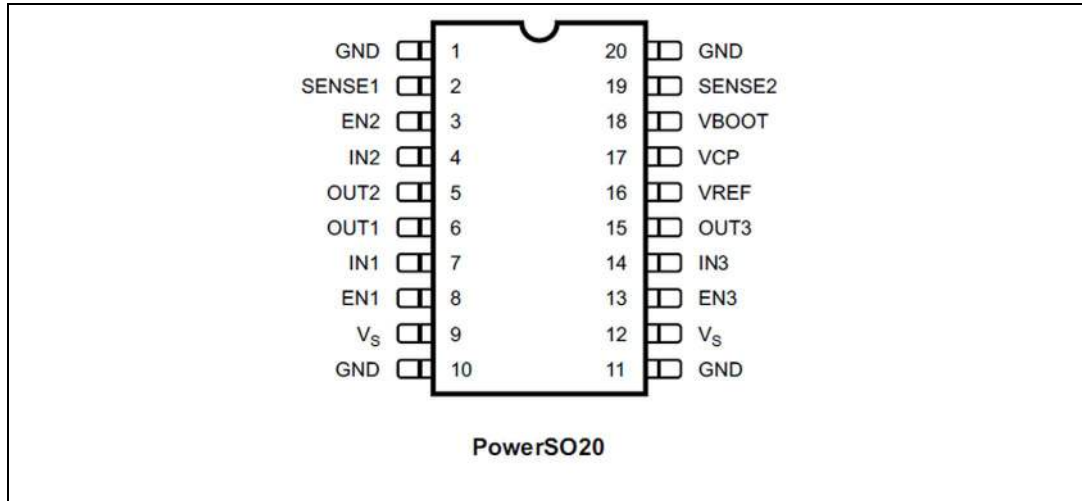 GND 1 20 GND
SENSE1 2 19 SENSE2
EN2 3 18 VBOOT
IN2 4 17 VCP
OUT2 5 16 VREF
OUT1 6 15 OUT3
IN1 7 14 IN3
EN1 8 13 EN3
VS 9 12 VS
GND 10 11 GND
PowerSO20